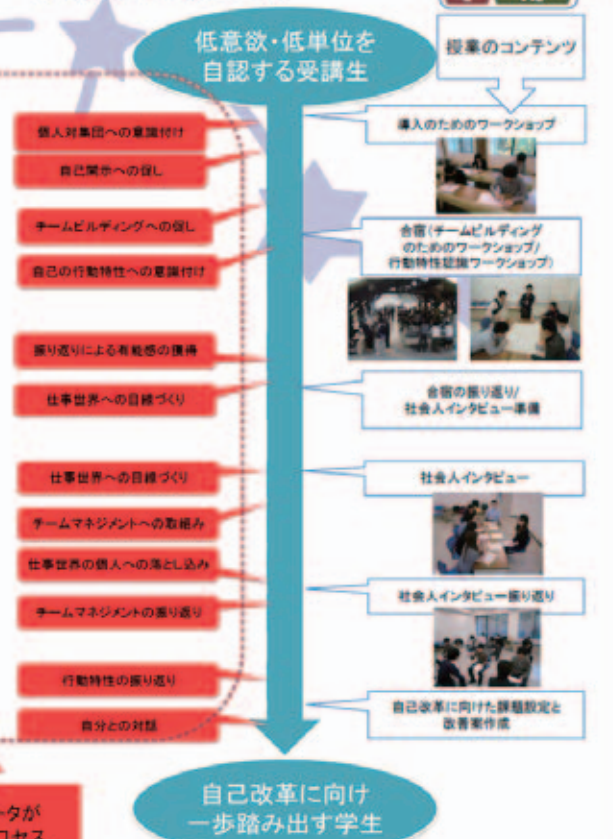 低意欲・低単位を
自認する受講生
授業のコンテンツ
個人対集団への意識付け
自己開示への促し
チームビルディングへの促し
自己の行動特性への意識付け
振り返りによる有能感の獲得
仕事世界への目線づくり
仕事世界への目線づくり
チームマネジメントへの取組み
仕事世界の個人への落とし込み
チームマネジメントの振り返り
行動特性の振り返り
自分との対話
導入のためのワークショップ
合宿(チームビルディング
のためのワークショップ/
行動特性認識ワークショップ)
合宿の振り返り/
社会人インタビュー準備
社会人インタビュー
社会人インタビュー振り返り
自己改革に向けた課題設定と
改善案作成
自己改革に向け
一歩踏み出す学生
ータが
ロセス